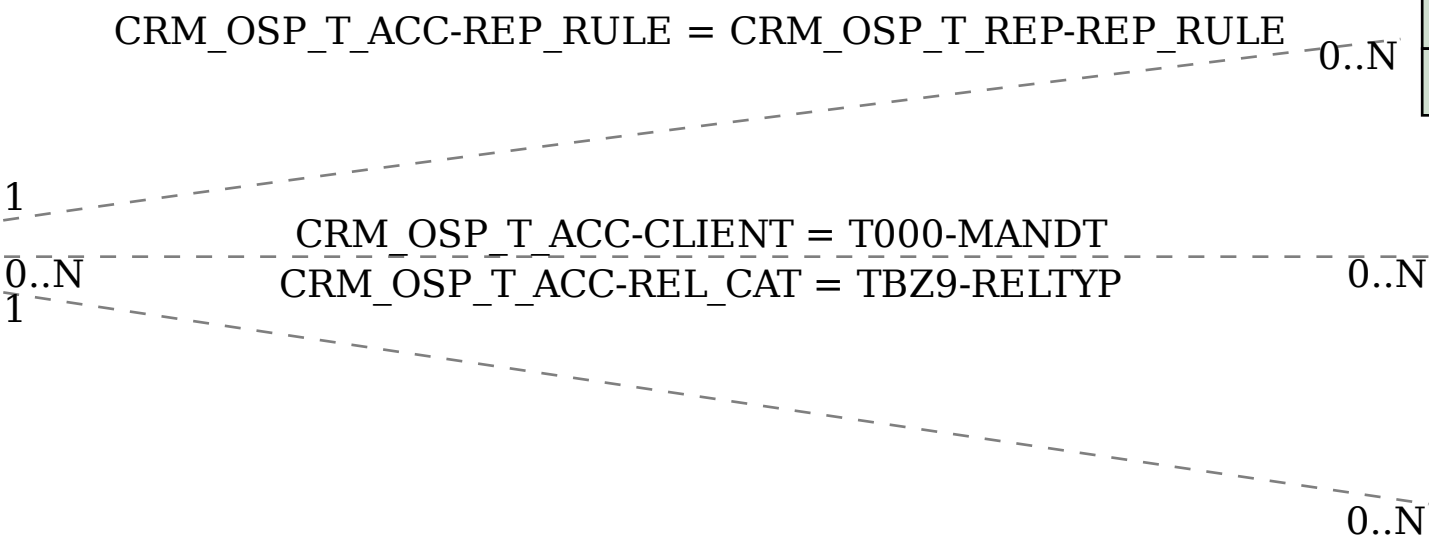 CRM_OSP_T_ACC-REP_RULE = CRM_OSP_T_REP-REP_RULE
0..N
1
CRM_OSP_T_ACC-CLIENT = T000-MANDT
0..N
0..N
CRM_OSP_T_ACC-REL_CAT = TBZ9-RELTYP
1
0..N